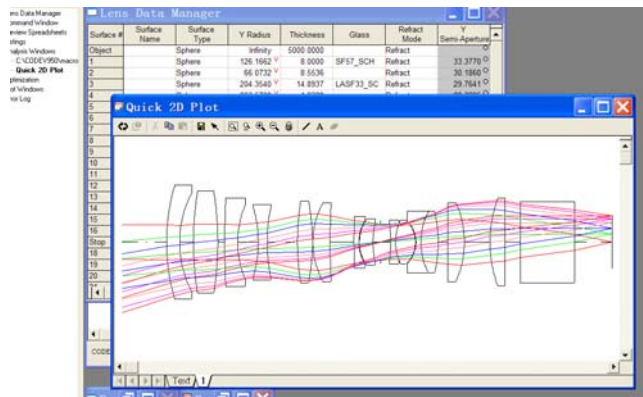 ens Data Manager
ommand Window
eview Spreadsheets
tings
nalysis Windows
C:\CODEV950\macro
Quick 2D Plot
ptimization
ot Windows
ror Log
Lens Data Manager
Surface # Surface Name Surface Type Y Radius Thickness Glass Refract Mode Y Semi-Aperture
Object Sphere Infinity 5000.0000 Refract O
1 Sphere 126.1662 V 8.0000 SF57_SCH Refract 33.3770 O
2 Sphere 66.0732 V 8.5536 Refract 30.1860 O
3 Sphere 204.3540 V 14.8937 LASF33_SC Refract 29.7641 O
4
5
6
7
8
9
10
11
12
13
14
15
16
Stop
18
19
20
Quick 2D Plot
A
CODE
Text 1